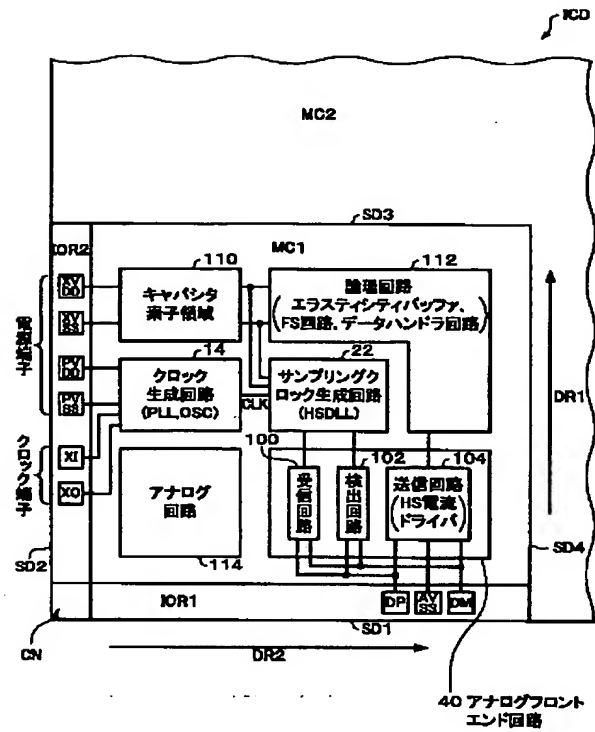 ICD
MC2
SD3
IOR2
MC1
110
112
XV
DD
キャパシタ
素子領域
論理回路
(エラスティシティバッファ、
FS回路、データハンドラ回路)
XV
SS
電源端子
14
22
DR1
PV
DD
クロック
生成回路
(PLL,OSC)
CLK
サンプリングク
ロック生成回路
(HSDLL)
PV
SS
クロック端子
XI
XO
100
102
104
アナログ
回路
受信回路
検出回路
送信回路
(HS電流
ドライバ)
SD2
114
SD4
IOR1
DP
AV
SS
DM
CN
SD1
DR2
40 アナログフロント
エンド回路